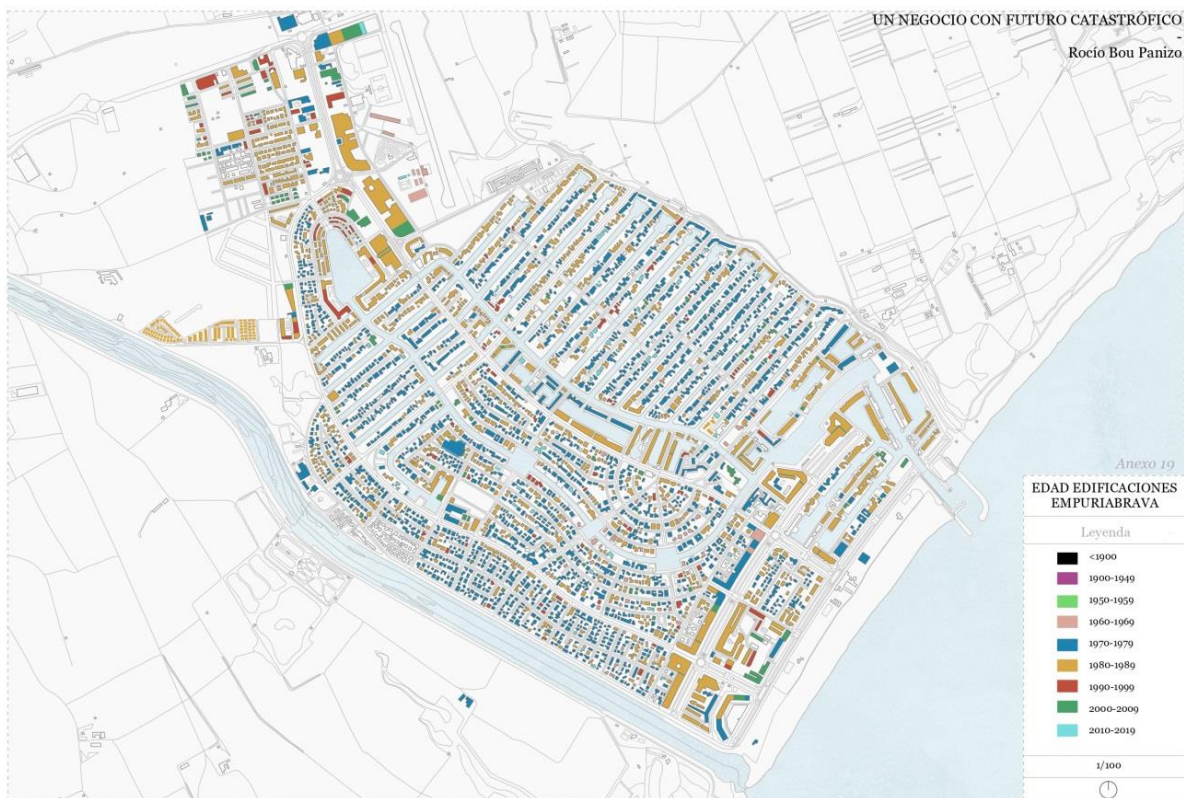 UN NEGOCIO CON FUTURO CATASTRÓFICO
-
Rocío Bou Panizo
Anexo 19
EDAD EDIFICACIONES
EMPURIABRAVA
Leyenda
<1900
1900-1949
1950-1959
1960-1969
1970-1979
1980-1989
1990-1999
2000-2009
2010-2019
1/100